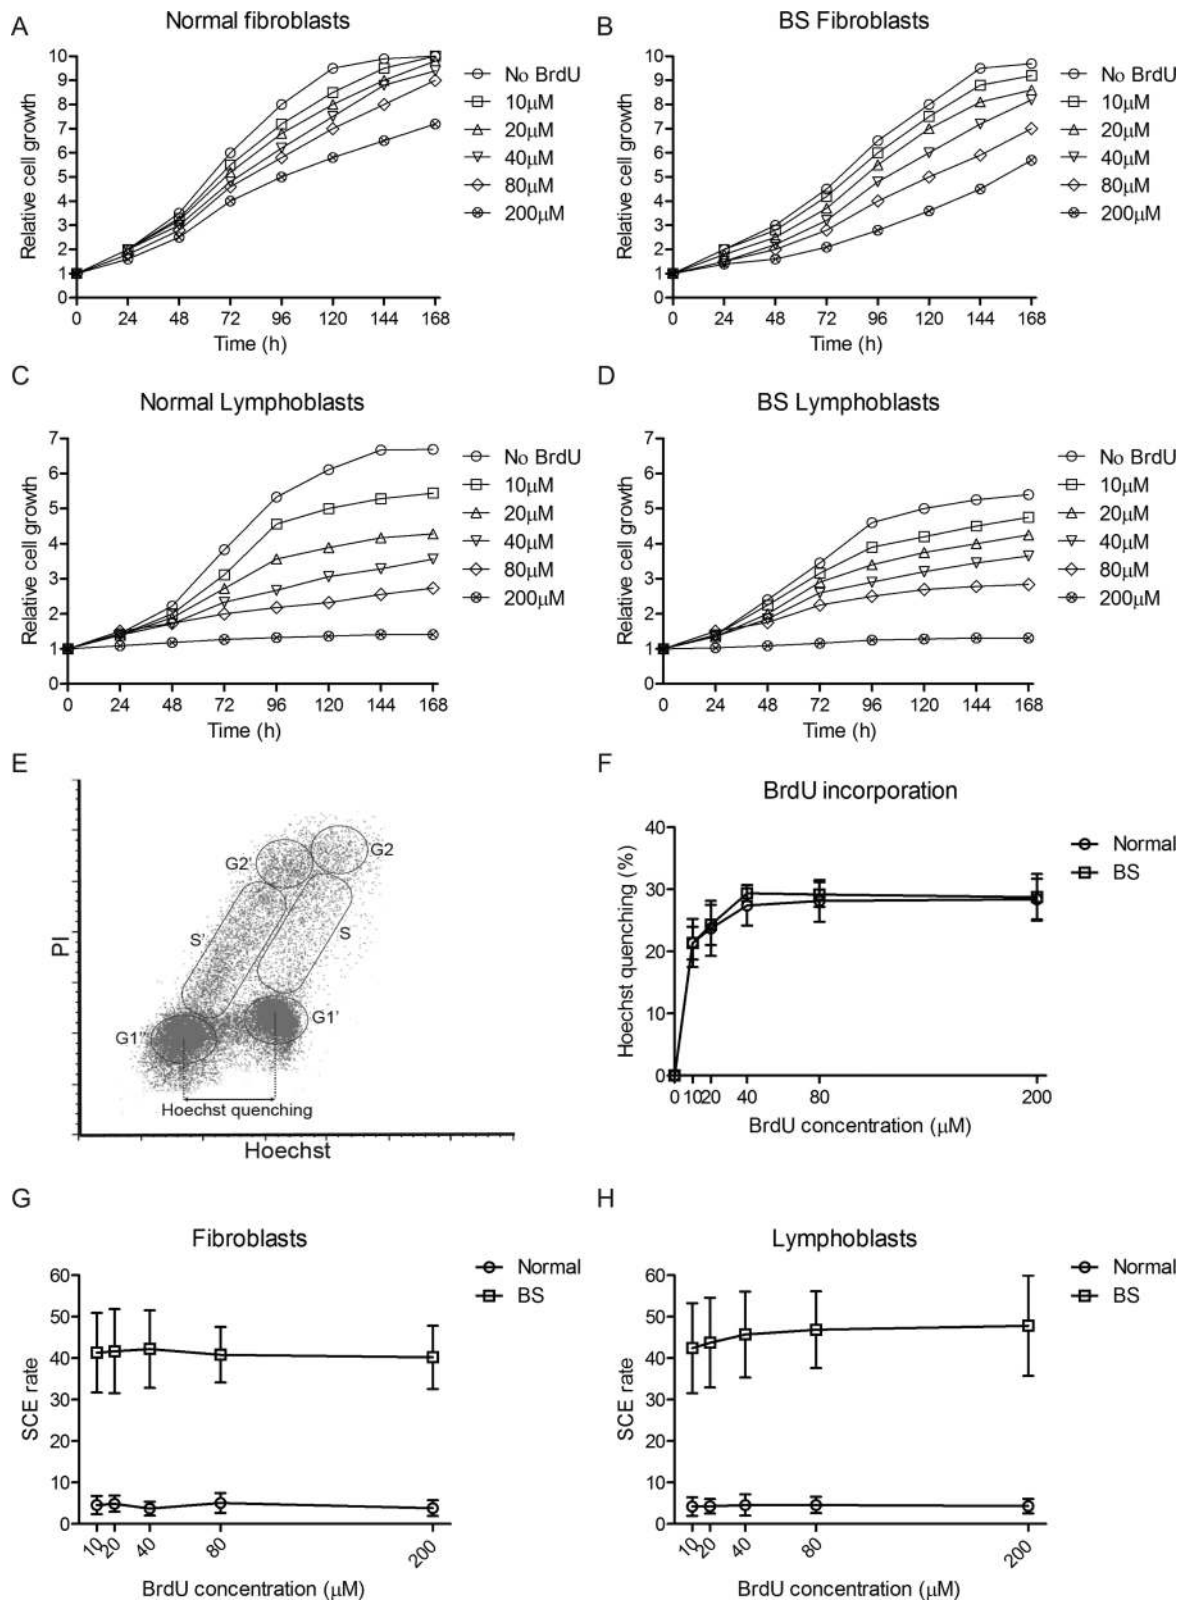 A
Normal fibroblasts
Relative cell growth
10
9
8
7
6
5
4
3
2
1
0
0 24 48 72 96 120 144 168
Time (h)
No BrdU
10μM
20μM
40μM
80μM
200μM
B
BS Fibroblasts
Relative cell growth
10
9
8
7
6
5
4
3
2
1
0
0 24 48 72 96 120 144 168
Time (h)
No BrdU
10μM
20μM
40μM
80μM
200μM
C
Normal Lymphoblasts
Relative cell growth
7
6
5
4
3
2
1
0
0 24 48 72 96 120 144 168
Time (h)
No BrdU
10μM
20μM
40μM
80μM
200μM
D
BS Lymphoblasts
Relative cell growth
7
6
5
4
3
2
1
0
0 24 48 72 96 120 144 168
Time (h)
No BrdU
10μM
20μM
40μM
80μM
200μM
E
PI
G2'
G2
S'
S
G1"
G1'
Hoechst quenching
Hoechst
F
BrdU incorporation
Hoechst quenching (%)
40
30
20
10
0
0 10 20 40 80 200
BrdU concentration (μM)
Normal
BS
G
Fibroblasts
SCE rate
60
50
40
30
20
10
0
10 20 40 80 200
BrdU concentration (μM)
Normal
BS
H
Lymphoblasts
SCE rate
60
50
40
30
20
10
0
10 20 40 80 200
BrdU concentration (μM)
Normal
BS